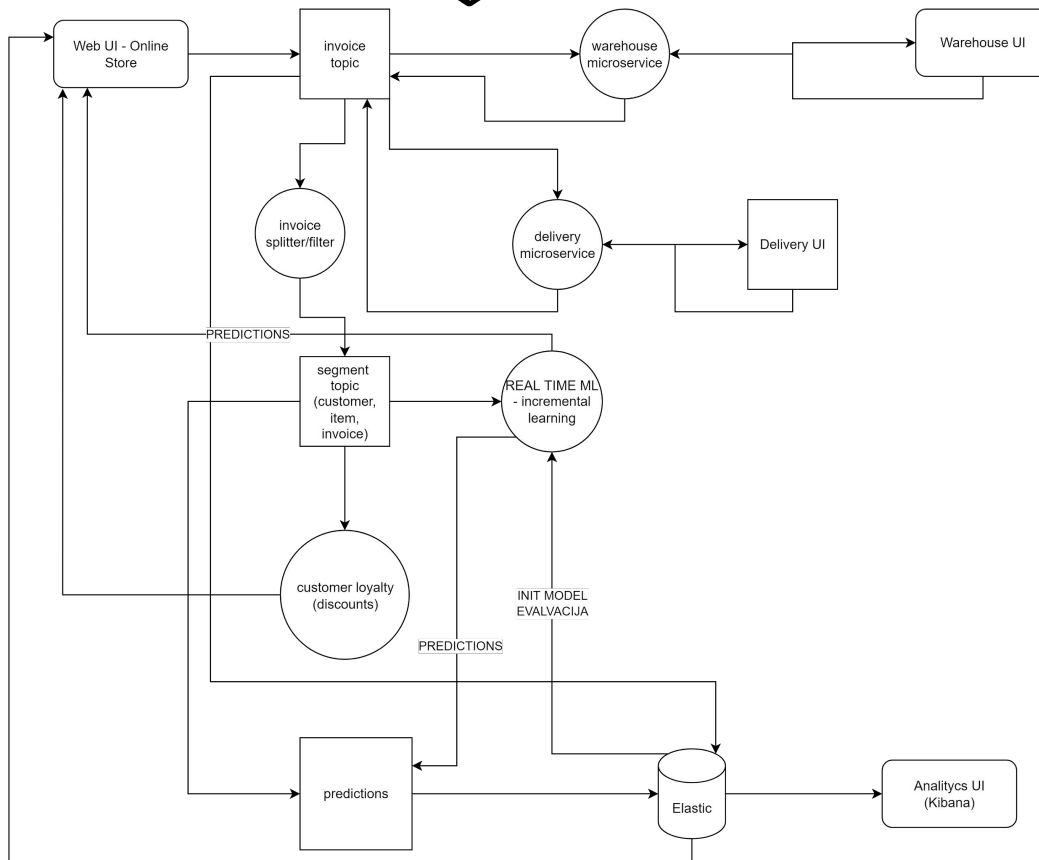 Web UI - Online
Store
invoice
topic
warehouse
microservice
Warehouse UI
invoice
splitter/filter
delivery
microservice
Delivery UI
PREDICTIONS
segment
topic
(customer,
item,
invoice)
REAL TIME ML
- incremental
learning
customer loyalty
(discounts)
INIT MODEL
EVALVACIJA
PREDICTIONS
predictions
Elastic
Analitycs UI
(Kibana)